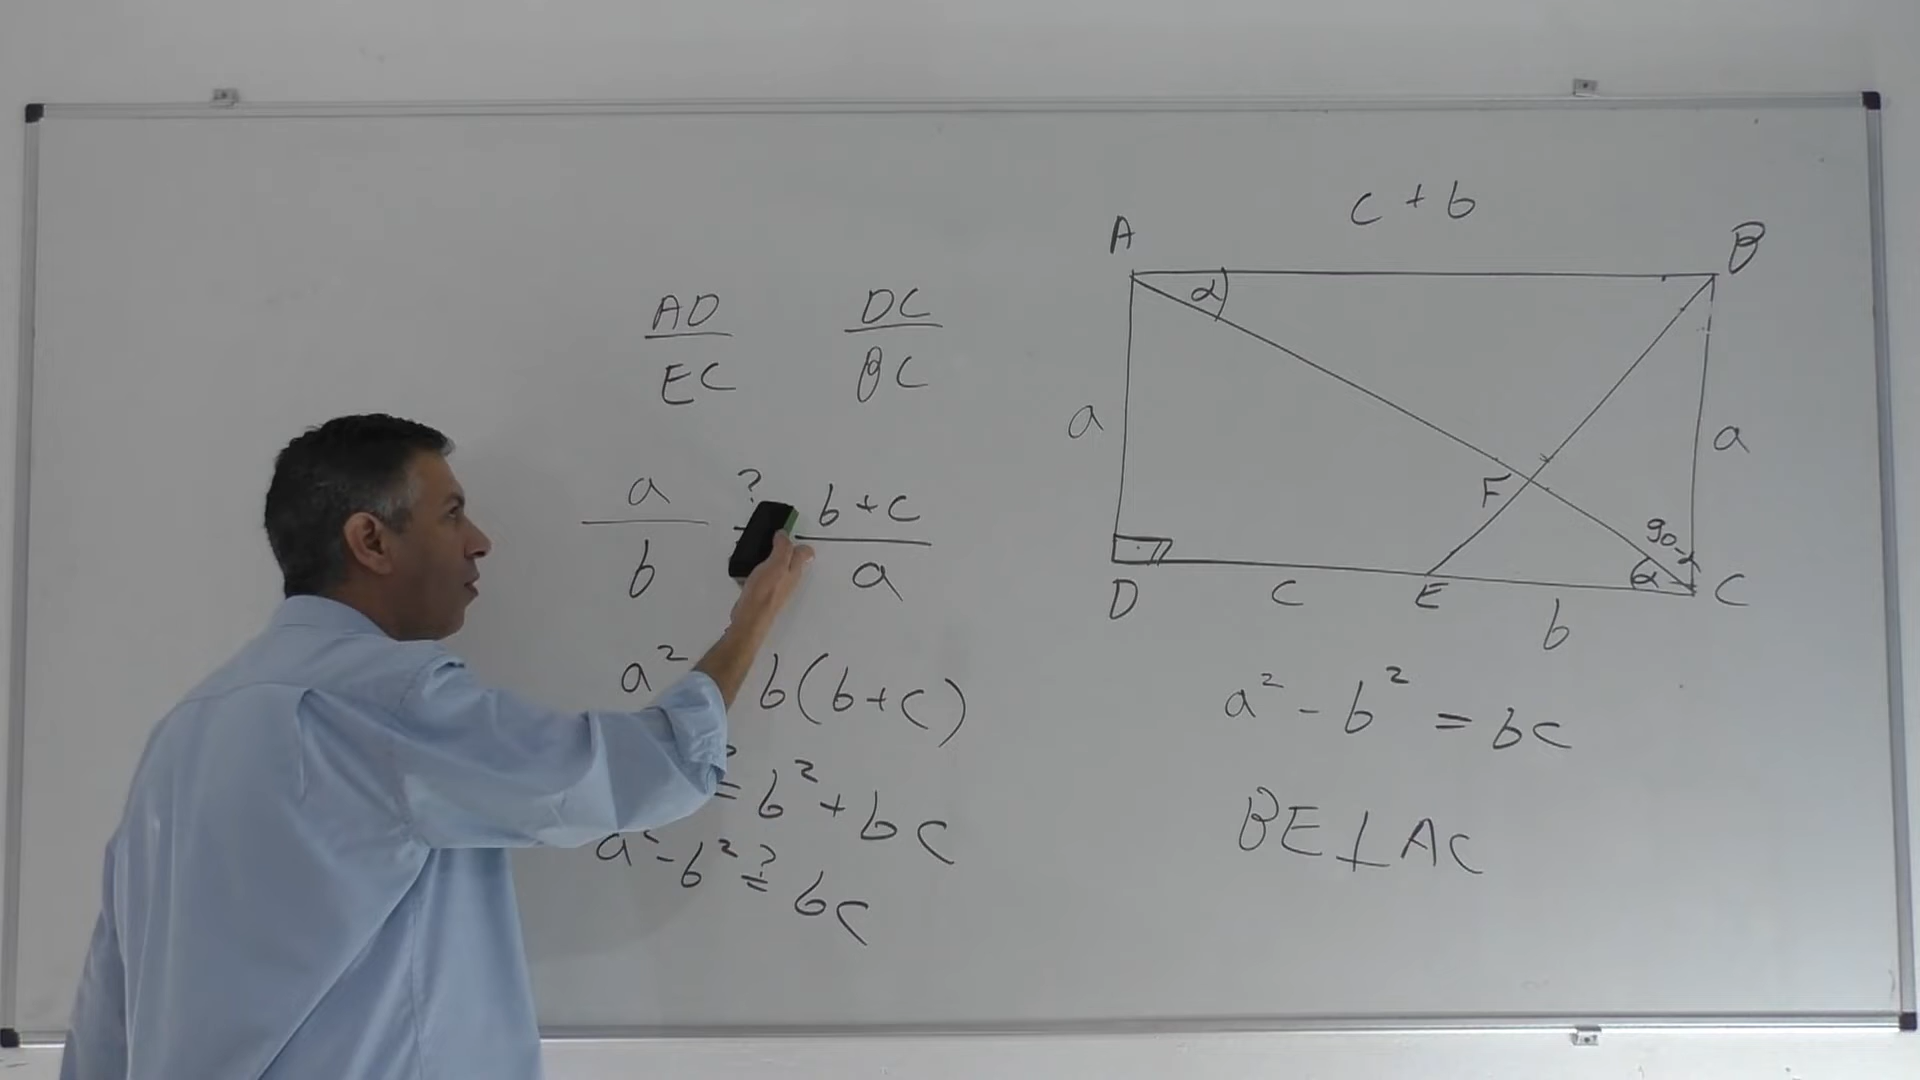 AD DC
EC BC
a ? b + c
b a
a² b(b+c)
= b² + bc
a² - b² ?= bc
c + b
A B
α
a a
F
90-α
α
D c E C
b
a² - b² = bc
BE⊥AC